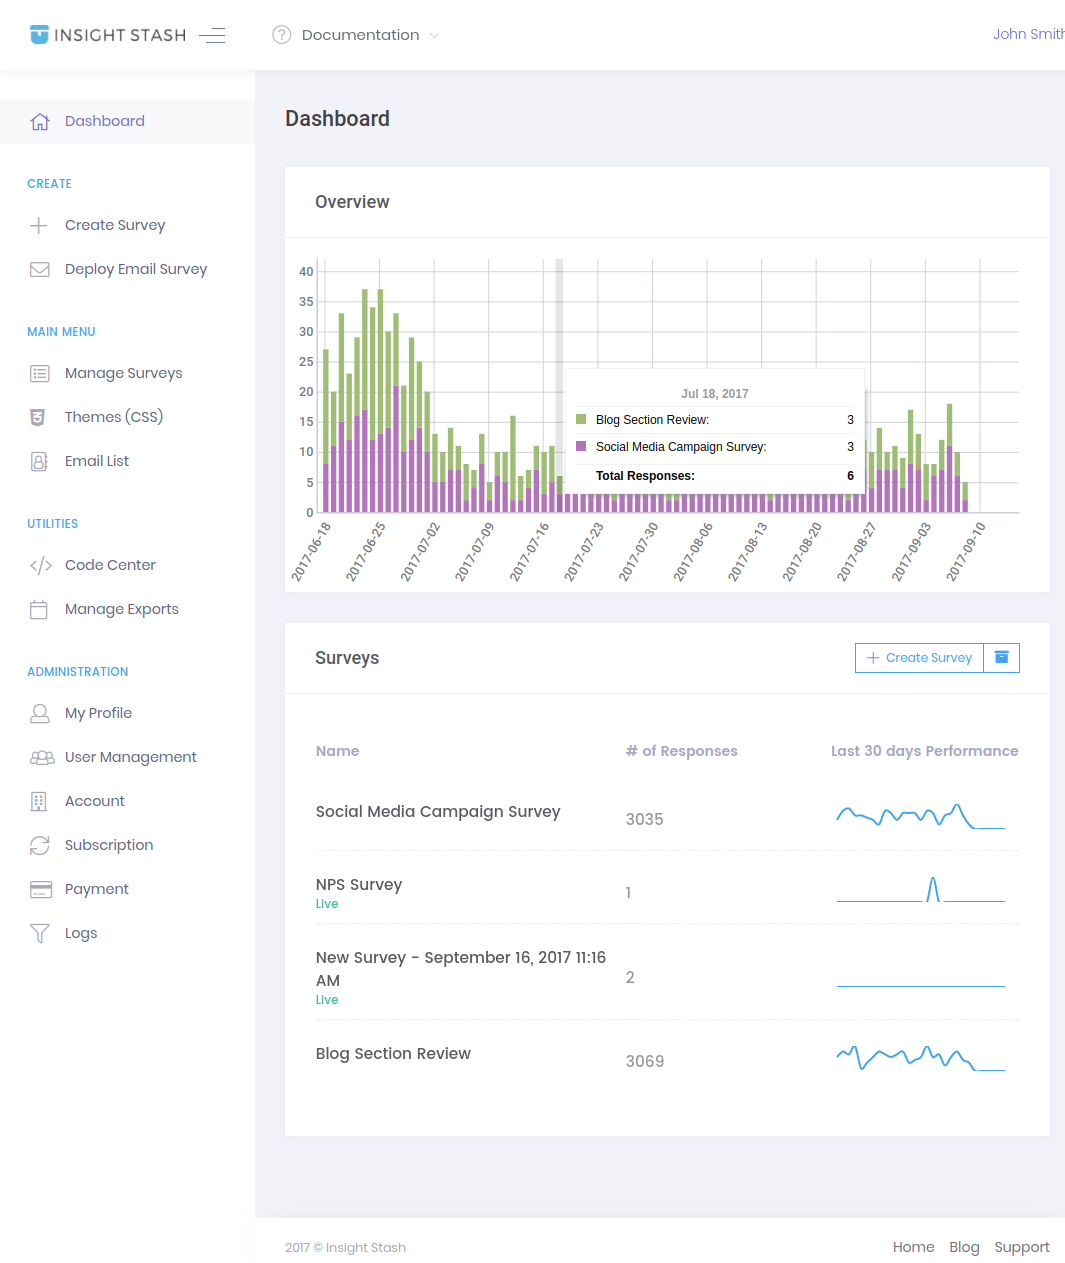 INSIGHT STASH
Documentation
John Smith
Dashboard
CREATE
Create Survey
Deploy Email Survey
MAIN MENU
Manage Surveys
Themes (CSS)
Email List
UTILITIES
Code Center
Manage Exports
ADMINISTRATION
My Profile
User Management
Account
Subscription
Payment
Logs
Dashboard
Overview
40
35
30
25
20
15
10
5
0
Jul 18, 2017
Blog Section Review: 3
Social Media Campaign Survey: 3
Total Responses: 6
2017-06-18
2017-06-25
2017-07-02
2017-07-09
2017-07-16
2017-07-23
2017-07-30
2017-08-06
2017-08-13
2017-08-20
2017-08-27
2017-09-03
2017-09-10
Surveys
Create Survey
Name # of Responses Last 30 days Performance
Social Media Campaign Survey 3035
NPS Survey 1
Live
New Survey - September 16, 2017 11:16
AM 2
Live
Blog Section Review 3069
2017 © Insight Stash
Home Blog Support